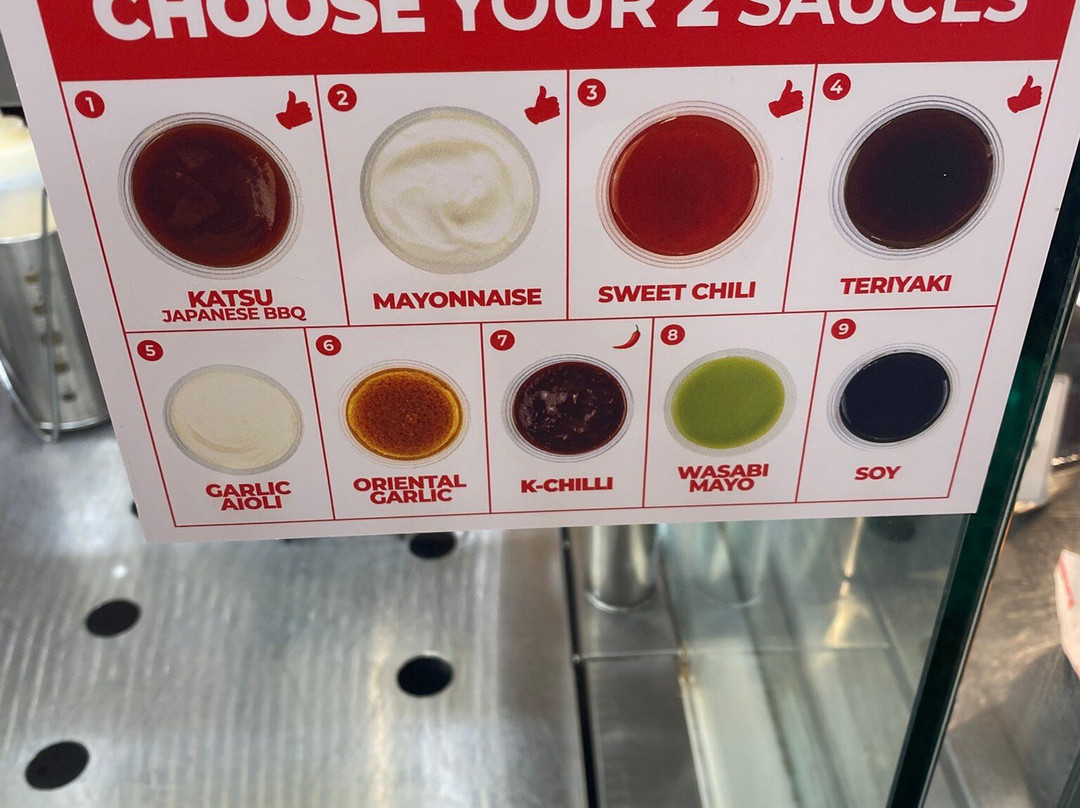 CHOOSE YOUR 2 SAUCES
1
2
3
4
KATSU
JAPANESE BBQ
MAYONNAISE
SWEET CHILI
TERIYAKI
5
6
7
8
9
GARLIC
AIOLI
ORIENTAL
GARLIC
K-CHILLI
WASABI
MAYO
SOY